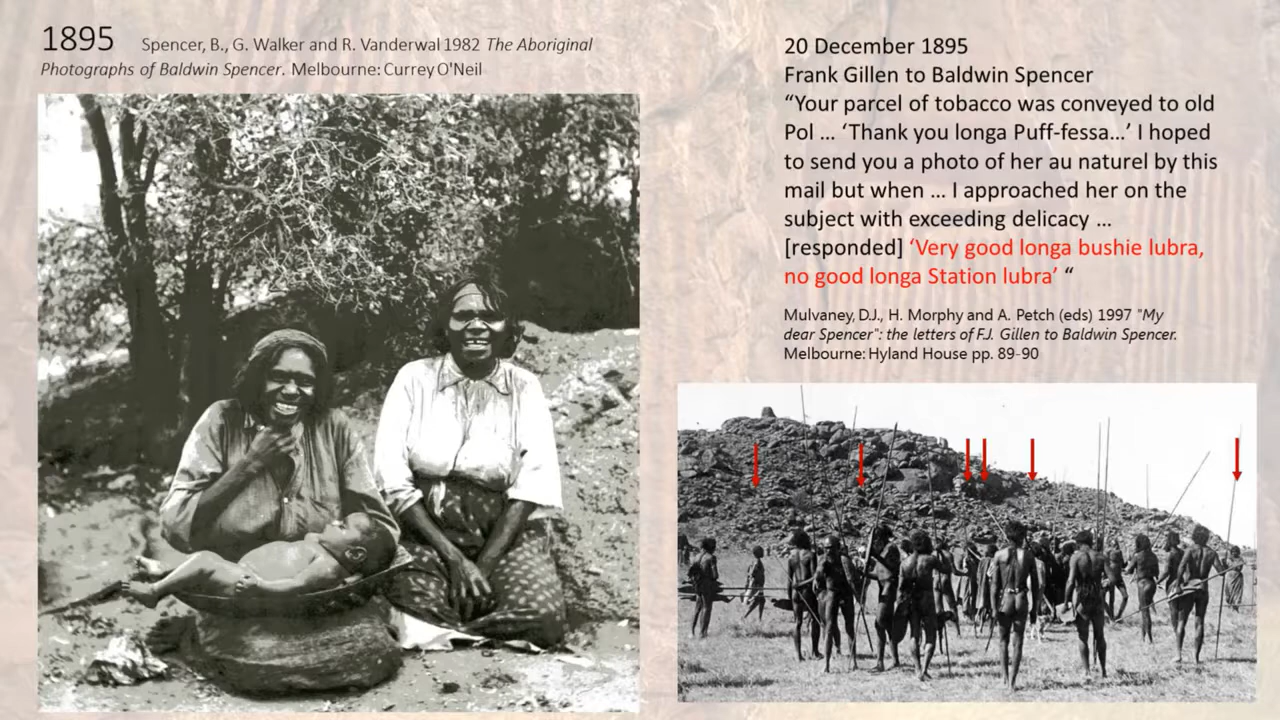 1895 Spencer, B., G. Walker and R. Vanderwal 1982 The Aboriginal
Photographs of Baldwin Spencer. Melbourne: Currey O'Neil
20 December 1895
Frank Gillen to Baldwin Spencer
“Your parcel of tobacco was conveyed to old
Pol ... ‘Thank you longa Puff-fessa...’ I hoped
to send you a photo of her au naturel by this
mail but when ... I approached her on the
subject with exceeding delicacy ...
[responded] ‘Very good longa bushie lubra,
no good longa Station lubra’ “
Mulvaney, D.J., H. Morphy and A. Petch (eds) 1997 "My
dear Spencer": the letters of F.J. Gillen to Baldwin Spencer.
Melbourne: Hyland House pp. 89-90